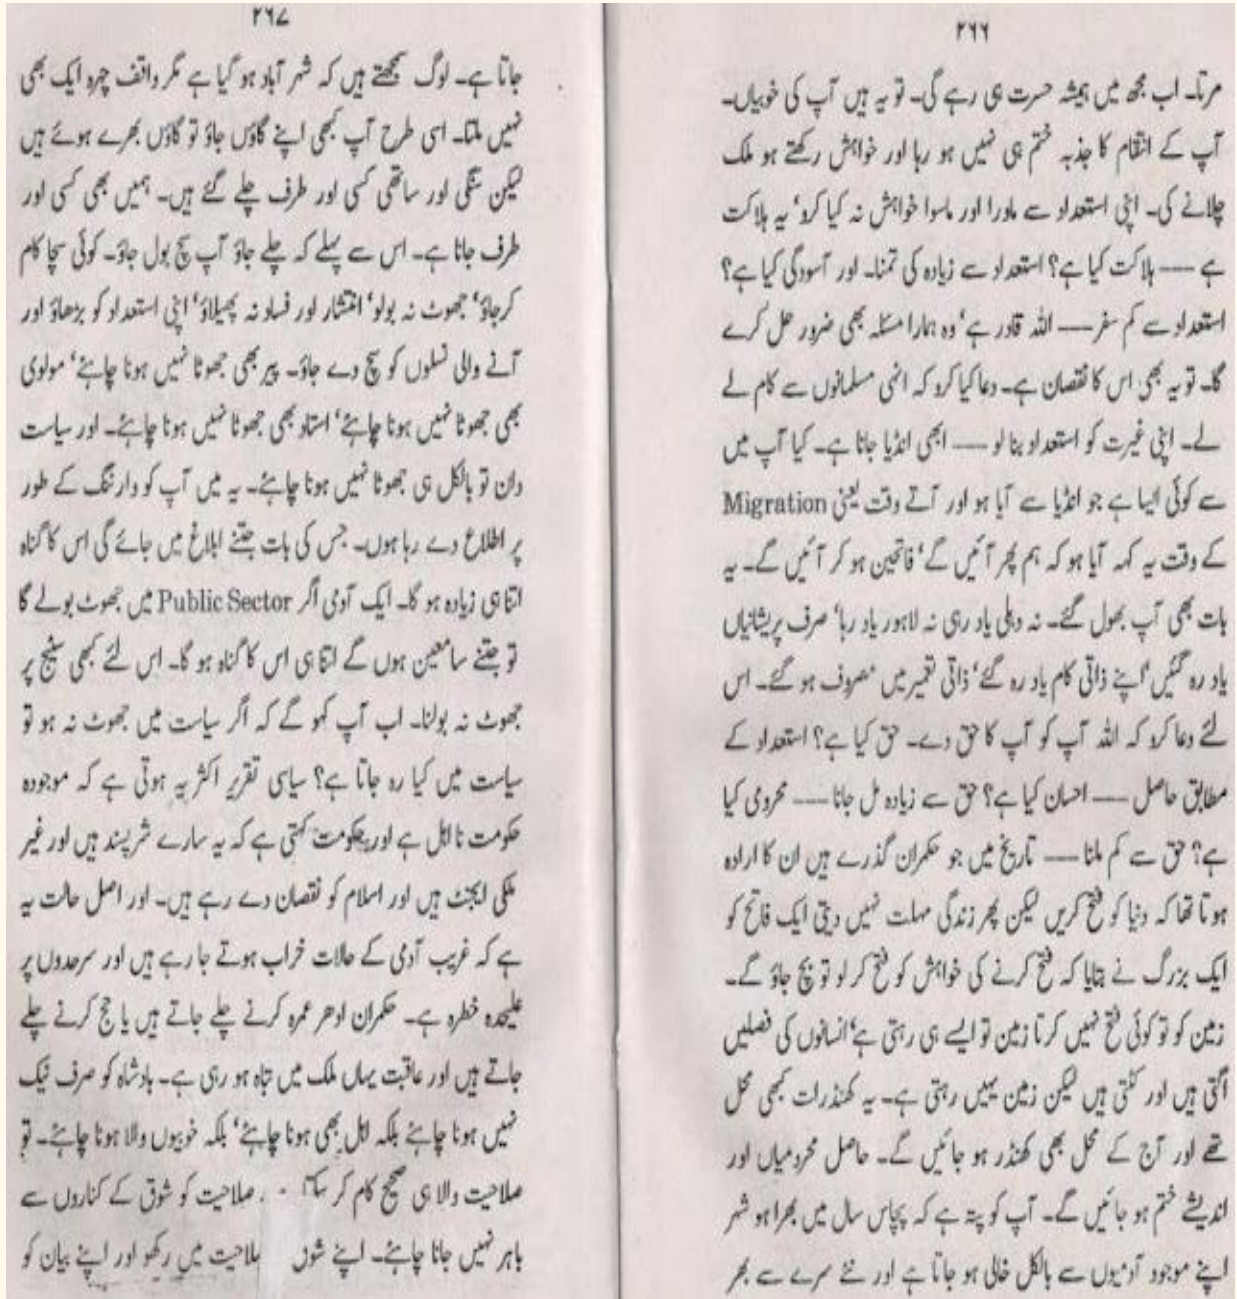 ۲۶۶
مرتا۔ اب مجھ میں ہمیشہ حسرت ہی رہے گی۔ تو یہ ہیں آپ کی خوبیاں۔
آپ کے انتقام کا جذبہ ختم ہی نہیں ہو رہا اور خواہش رکھتے ہو ملک
چلانے کی۔ اپنی استعداد سے ماورا اور ماسوا خواہش نہ کیا کرو‘ یہ ہلاکت
ہے ــــ ہلاکت کیا ہے؟ استعداد سے زیادہ کی تمنا۔ اور آسودگی کیا ہے؟
استعداد سے کم سفر ــــ اللہ قادر ہے‘ وہ ہمارا مسئلہ بھی ضرور حل کرے
گا۔ تو یہ بھی اس کا نقصان ہے۔ دعا کیا کرو کہ انہی مسلمانوں سے کام لے
لے۔ اپنی غیرت کو استعداد بنا لو ــــ ابھی انڈیا جانا ہے۔ کیا آپ میں
سے کوئی ایسا ہے جو انڈیا سے آیا ہو اور آتے وقت یعنی Migration
کے وقت یہ کہہ آیا ہو کہ ہم پھر آئیں گے‘ فاتحین ہو کر آئیں گے۔ یہ
بات بھی آپ بھول گئے۔ نہ دہلی یاد رہی نہ لاہور یاد رہا‘ صرف پریشانیاں
یاد رہ گئیں‘ اپنے ذاتی کام یاد رہ گئے‘ ذاتی تعمیر میں مصروف ہو گئے۔ اس
لئے دعا کرو کہ اللہ آپ کو آپ کا حق دے۔ حق کیا ہے؟ استعداد کے
مطابق حاصل ــــ احسان کیا ہے؟ حق سے زیادہ مل جانا ــــ محرومی کیا
ہے؟ حق سے کم ملنا ــــ تاریخ میں جو حکمران گذرے ہیں ان کا ارادہ
ہوتا تھا کہ دنیا کو فتح کریں لیکن پھر زندگی مہلت نہیں دیتی ایک فاتح کو
ایک بزرگ نے بتایا کہ فتح کرنے کی خواہش کو فتح کر لو تو بچ جاؤ گے۔
زمین کو تو کوئی فتح نہیں کرتا زمین تو ایسے ہی رہتی ہے‘ انسانوں کی فصلیں
اگتی ہیں اور کٹتی ہیں لیکن زمین یہیں رہتی ہے۔ یہ کھنڈرات کبھی محل
تھے اور آج کے محل بھی کھنڈر ہو جائیں گے۔ حاصل محرومیاں اور
اندیشے ختم ہو جائیں گے۔ آپ کو پتہ ہے کہ پچاس سال میں بھرا ہو شہر
اپنے موجود آدمیوں سے بالکل خالی ہو جاتا ہے اور نئے سرے سے بھر
۲۶۷
جاتا ہے۔ لوگ سمجھتے ہیں کہ شہر آباد ہو گیا ہے مگر واقف چہرہ ایک بھی
نہیں ملتا۔ اسی طرح آپ کبھی اپنے گاؤں جاؤ تو گاؤں بھرے ہوئے ہیں
لیکن سنگی اور ساتھی کسی اور طرف چلے گئے ہیں۔ ہمیں بھی کسی اور
طرف جانا ہے۔ اس سے پہلے کہ چلے جاؤ آپ سچ بول جاؤ۔ کوئی سچا کام
کرجاؤ‘ جھوٹ نہ بولو‘ انتشار اور فساد نہ پھیلاؤ‘ اپنی استعداد کو بڑھاؤ اور
آنے والی نسلوں کو سچ دے جاؤ۔ پیر بھی جھوٹا نہیں ہونا چاہئے‘ مولوی
بھی جھوٹا نہیں ہونا چاہئے‘ استاد بھی جھوٹا نہیں ہونا چاہئے۔ اور سیاست
دان تو بالکل ہی جھوٹا نہیں ہونا چاہئے۔ یہ میں آپ کو وارننگ کے طور
پر اطلاع دے رہا ہوں۔ جس کی بات جتنے ابلاغ میں جائے گی اس کا گناہ
اتنا ہی زیادہ ہو گا۔ ایک آدمی اگر Public Sector میں جھوٹ بولے گا
تو جتنے سامعین ہوں گے اتنا ہی اس کا گناہ ہو گا۔ اس لئے کبھی سٹیج پر
جھوٹ نہ بولنا۔ اب آپ کہو گے کہ اگر سیاست میں جھوٹ نہ ہو تو
سیاست میں کیا رہ جاتا ہے؟ سیاسی تقریر اکثر یہ ہوتی ہے کہ موجودہ
حکومت نااہل ہے اور حکومت کہتی ہے کہ یہ سارے شرپسند ہیں اور غیر
ملکی ایجنٹ ہیں اور اسلام کو نقصان دے رہے ہیں۔ اور اصل حالت یہ
ہے کہ غریب آدمی کے حالات خراب ہوتے جا رہے ہیں اور سرحدوں پر
علیحدہ خطرہ ہے۔ حکمران ادھر عمرہ کرنے چلے جاتے ہیں یا حج کرنے چلے
جاتے ہیں اور عاقبت یہاں ملک میں تباہ ہو رہی ہے۔ بادشاہ کو صرف نیک
نہیں ہونا چاہئے بلکہ اہل بھی ہونا چاہئے‘ بلکہ خوبیوں والا ہونا چاہئے۔ تو
صلاحیت والا ہی صحیح کام کر صلاحیت کو شوق کے کناروں سے
باہر نہیں جانا چاہئے۔ اپنے میں رکھو اور اپنے بیان کو